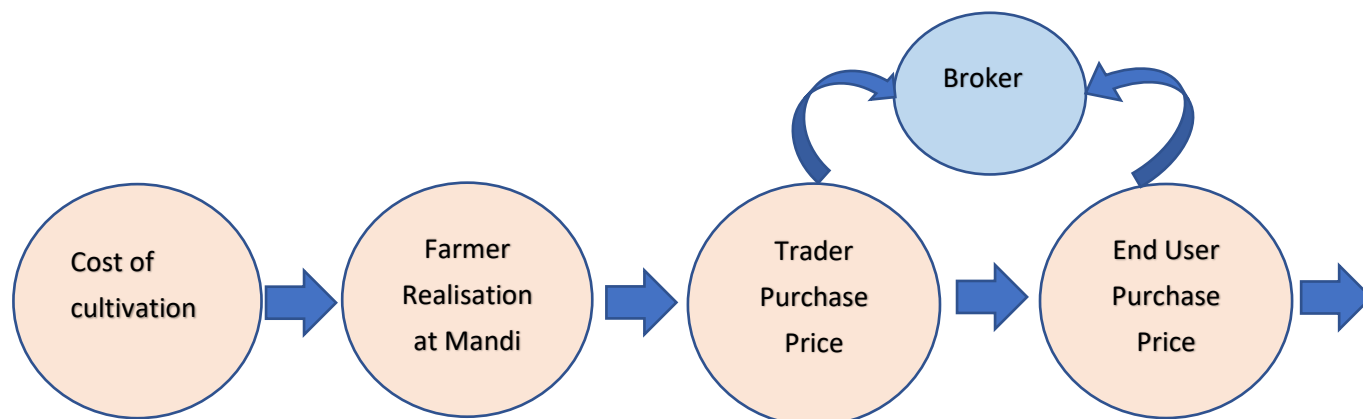 Broker
Cost of
cultivation
Farmer
Realisation
at Mandi
Trader
Purchase
Price
End User
Purchase
Price